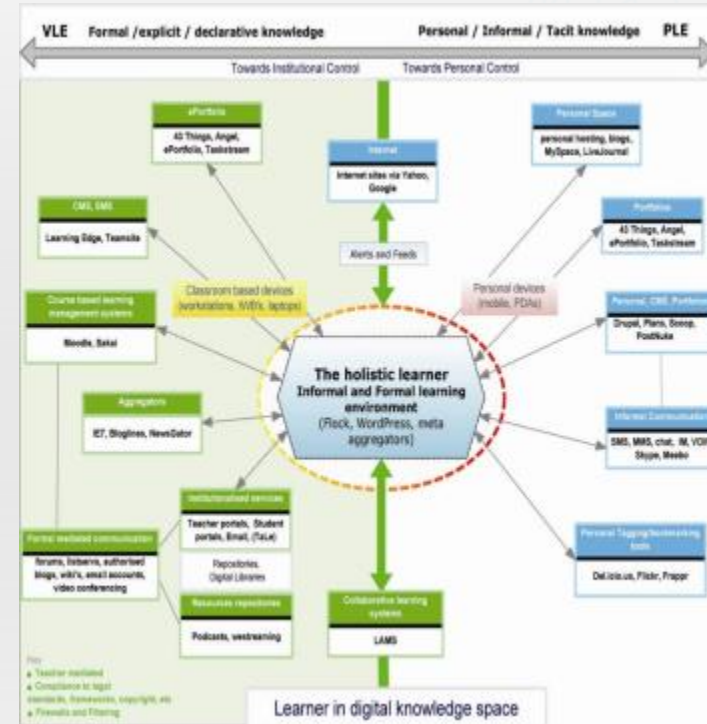 VLE Formal /explicit / declarative knowledge Personal / Informal / Tacit knowledge PLE
Towards Institutional Control Towards Personal Control
ePortfolio
43 Things, Angel,
ePortfolio, Taskstream
Internet
Internet sites via Yahoo,
Google
Personal Space
personal hosting, blogs,
MySpace, LiveJournal
CMS, SMS
Learning Edge, Teamsite
Portfolios
43 Things, Angel,
ePortfolio, Taskstream
Alerts and Feeds
Classroom based devices
(workstations, IWB's, laptops)
Personal devices
(mobile, PDAs)
Course based learning
management systems
Moodle, Sakai
Personal, CMS, Portfolios
Drupal, Plans, Scoop,
PostNuke
The holistic learner
Informal and Formal learning
environment
(Flock, WordPress, meta
aggregators)
Aggregators
IE7, Bloglines, NewsGator
Informal Communication
SMS, MMS, chat, IM, VOIP
Skype, Meebo
Institutionalised services
Teacher portals, Student
portals, Email, (TaLe)
Formal mediated communication
forums, listservs, authorised
blogs, wiki's, email accounts,
video conferencing
Repositories,
Digital Libraries
Personal Tagging/bookmarking
tools
Del.icio.us, Flickr, Frappr
Resources repositories
Podcasts, westreaming
Collaborative learning
systems
LAMS
Key
Teacher mediated
Compliance to legal
standards, frameworks, copyright, etc
Firewalls and Filtering
Learner in digital knowledge space